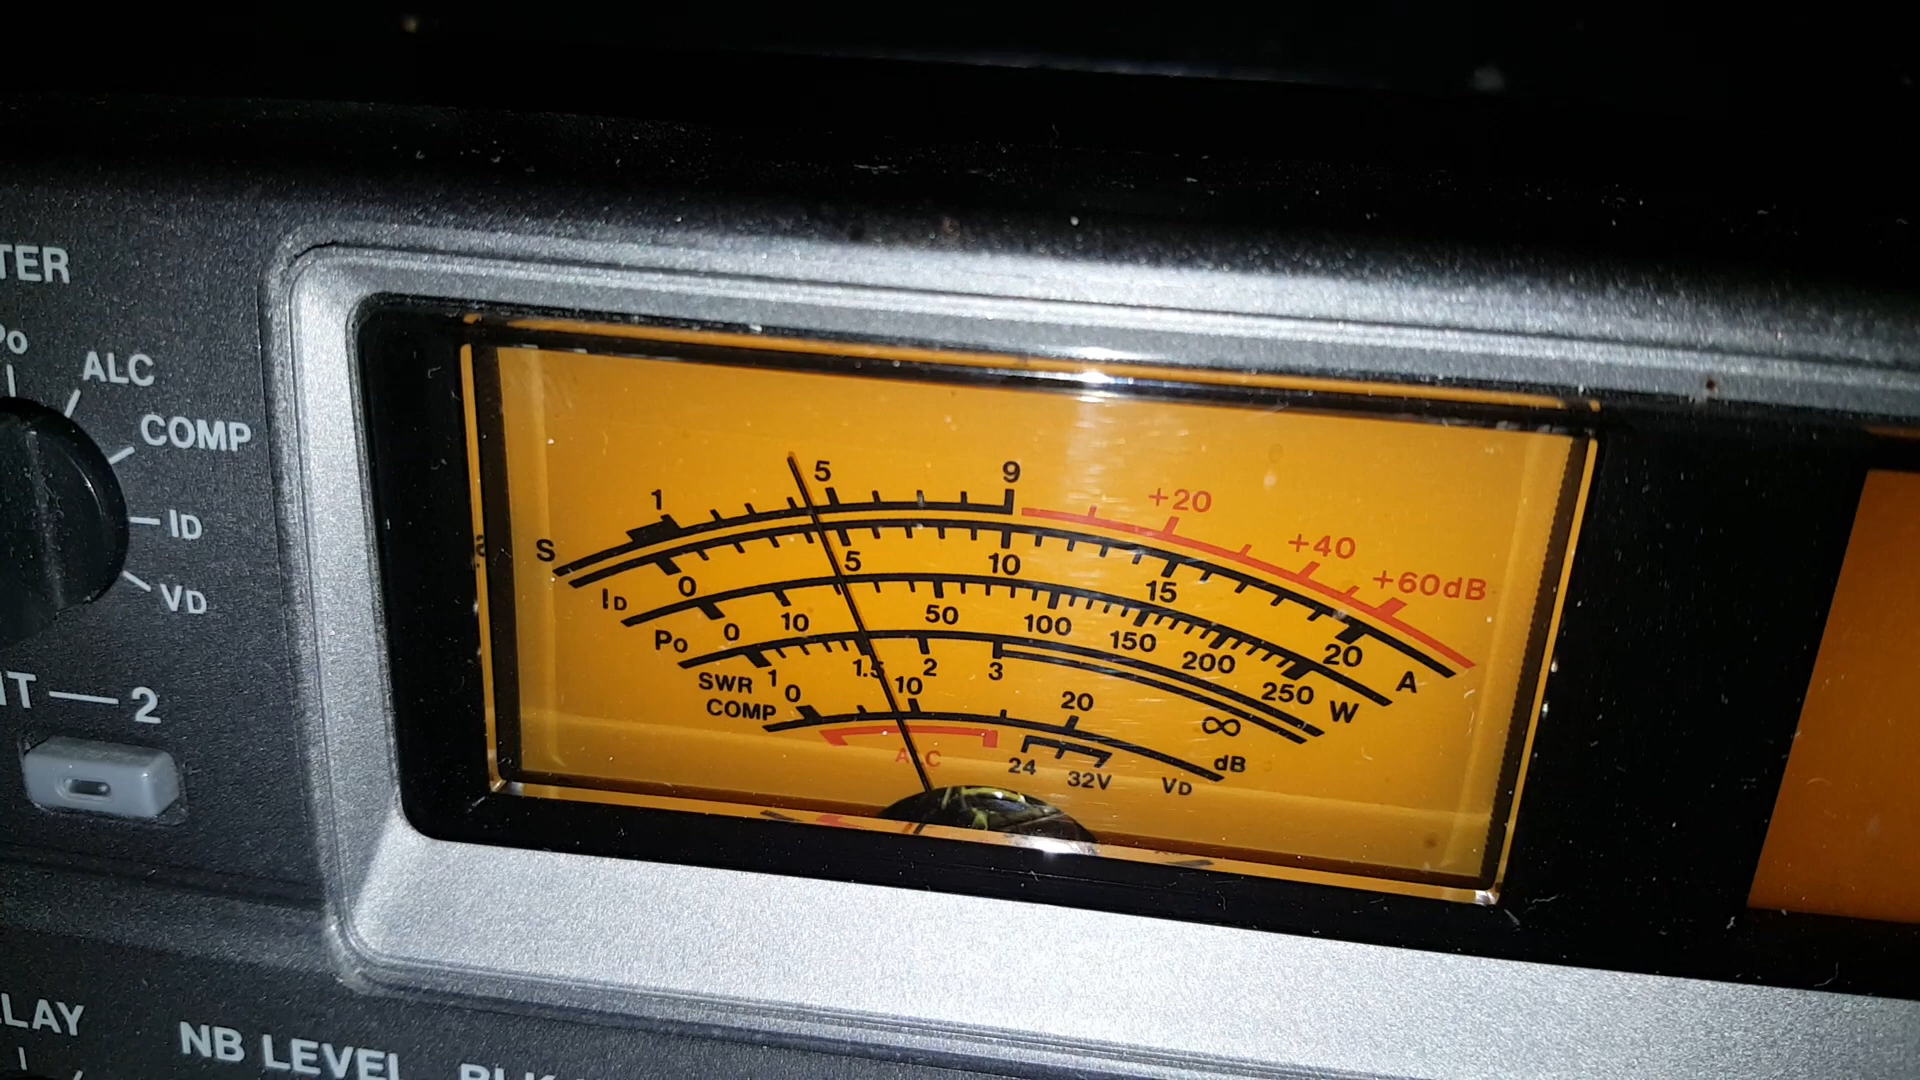 TER
Po
ALC
COMP
ID
VD
IT — 2
LAY
NB LEVEL
S 1 5 9 +20 +40 +60dB
ID 0 5 10 15 20 A
Po 0 10 50 100 150 200 250 W
SWR 1 1.5 2 3 ∞
COMP 0 10 20 dB
A C 24 32V VD